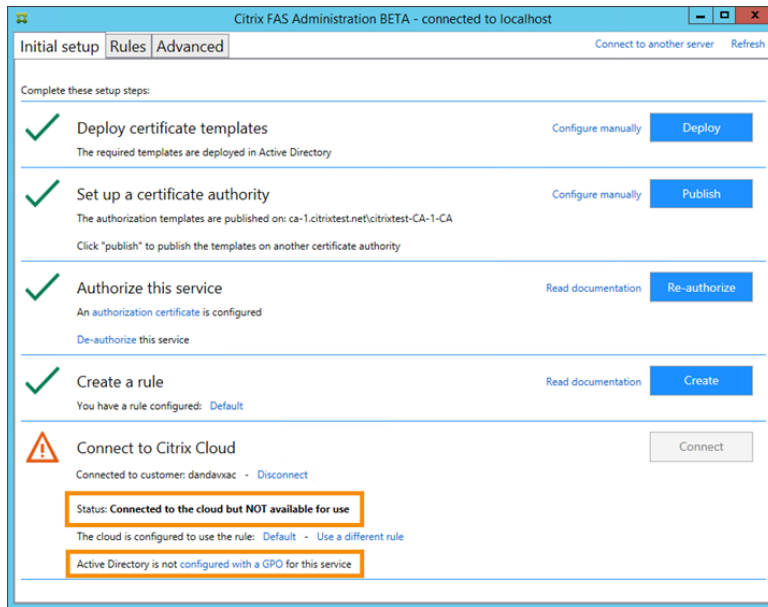 Citrix FAS Administration BETA - connected to localhost
Initial setup Rules Advanced Connect to another server Refresh
Complete these setup steps:
Deploy certificate templates Configure manually Deploy
The required templates are deployed in Active Directory
Set up a certificate authority Configure manually Publish
The authorization templates are published on: ca-1.citrixtest.net\citrixtest-CA-1-CA
Click "publish" to publish the templates on another certificate authority
Authorize this service Read documentation Re-authorize
An authorization certificate is configured
De-authorize this service
Create a rule Read documentation Create
You have a rule configured: Default
Connect to Citrix Cloud Connect
Connected to customer: dandavxac - Disconnect
Status: Connected to the cloud but NOT available for use
The cloud is configured to use the rule: Default - Use a different rule
Active Directory is not configured with a GPO for this service